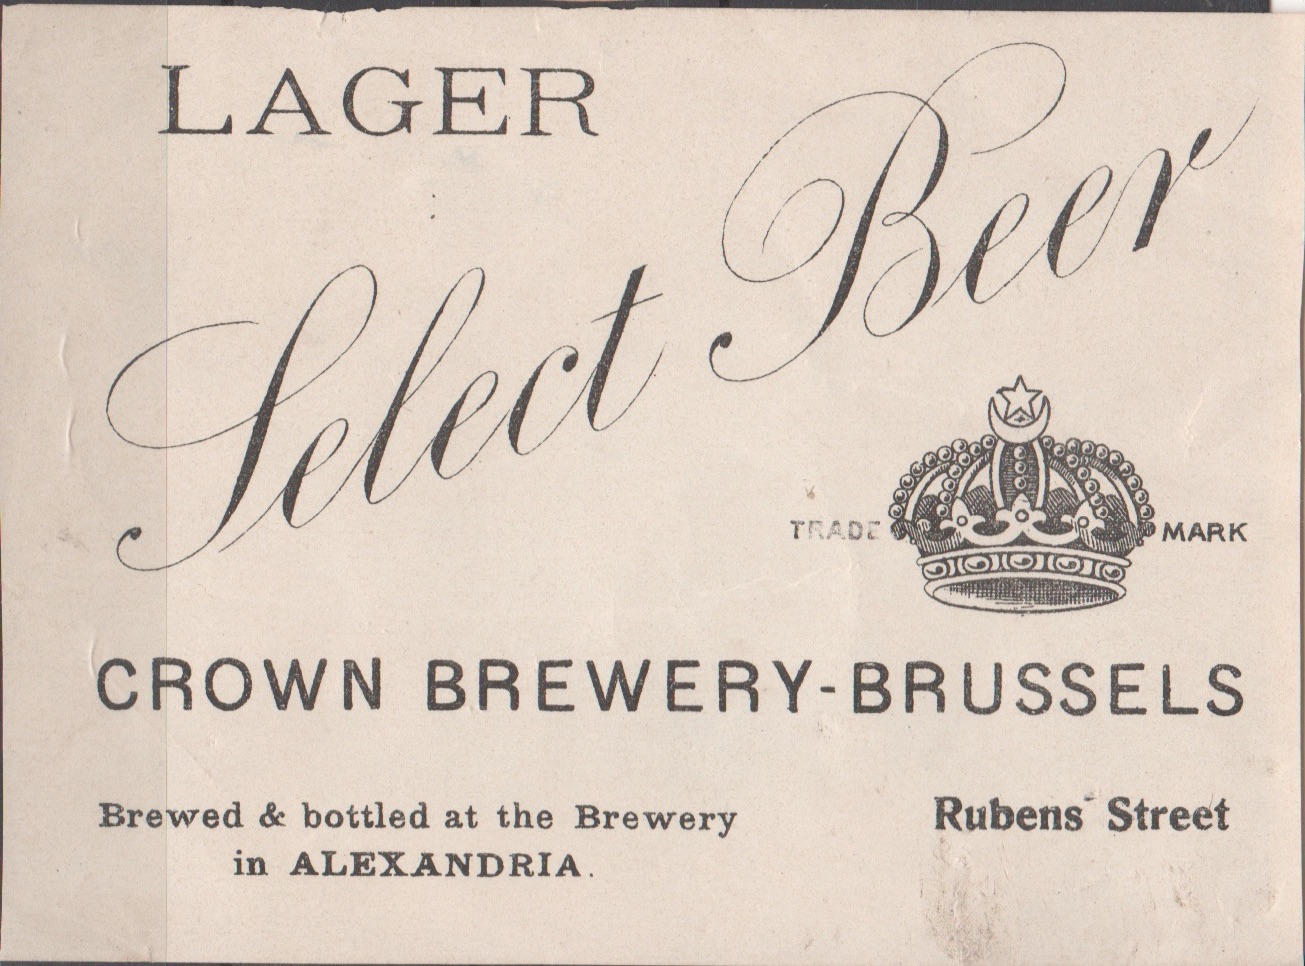 LAGER
Select Beer
TRADE MARK
CROWN BREWERY-BRUSSELS
Brewed & bottled at the Brewery
in ALEXANDRIA.
Rubens Street